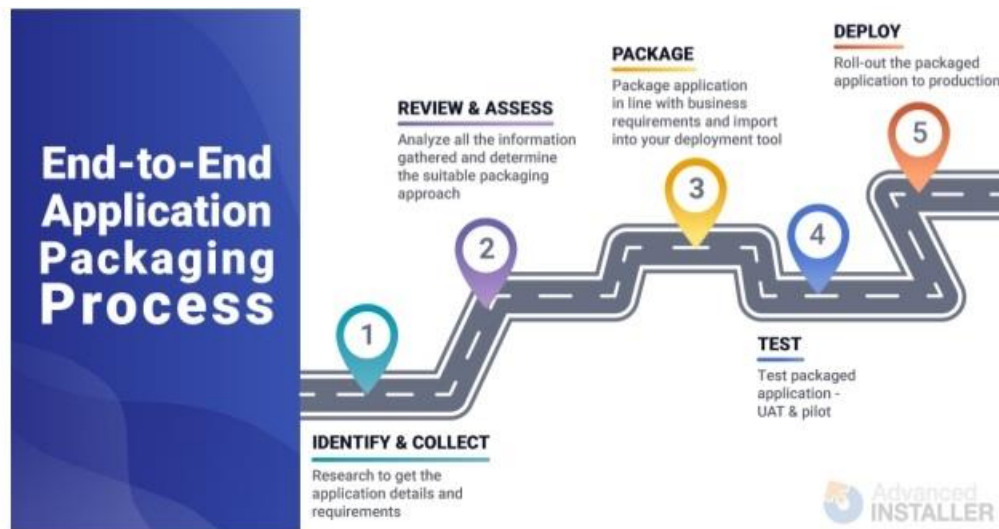 End-to-End
Application
Packaging
Process
1
IDENTIFY & COLLECT
Research to get the
application details and
requirements
REVIEW & ASSESS
Analyze all the information
gathered and determine
the suitable packaging
approach
2
PACKAGE
Package application
in line with business
requirements and import
into your deployment tool
3
4
TEST
Test packaged
application -
UAT & pilot
DEPLOY
Roll-out the packaged
application to production
5
Advanced
INSTALLER